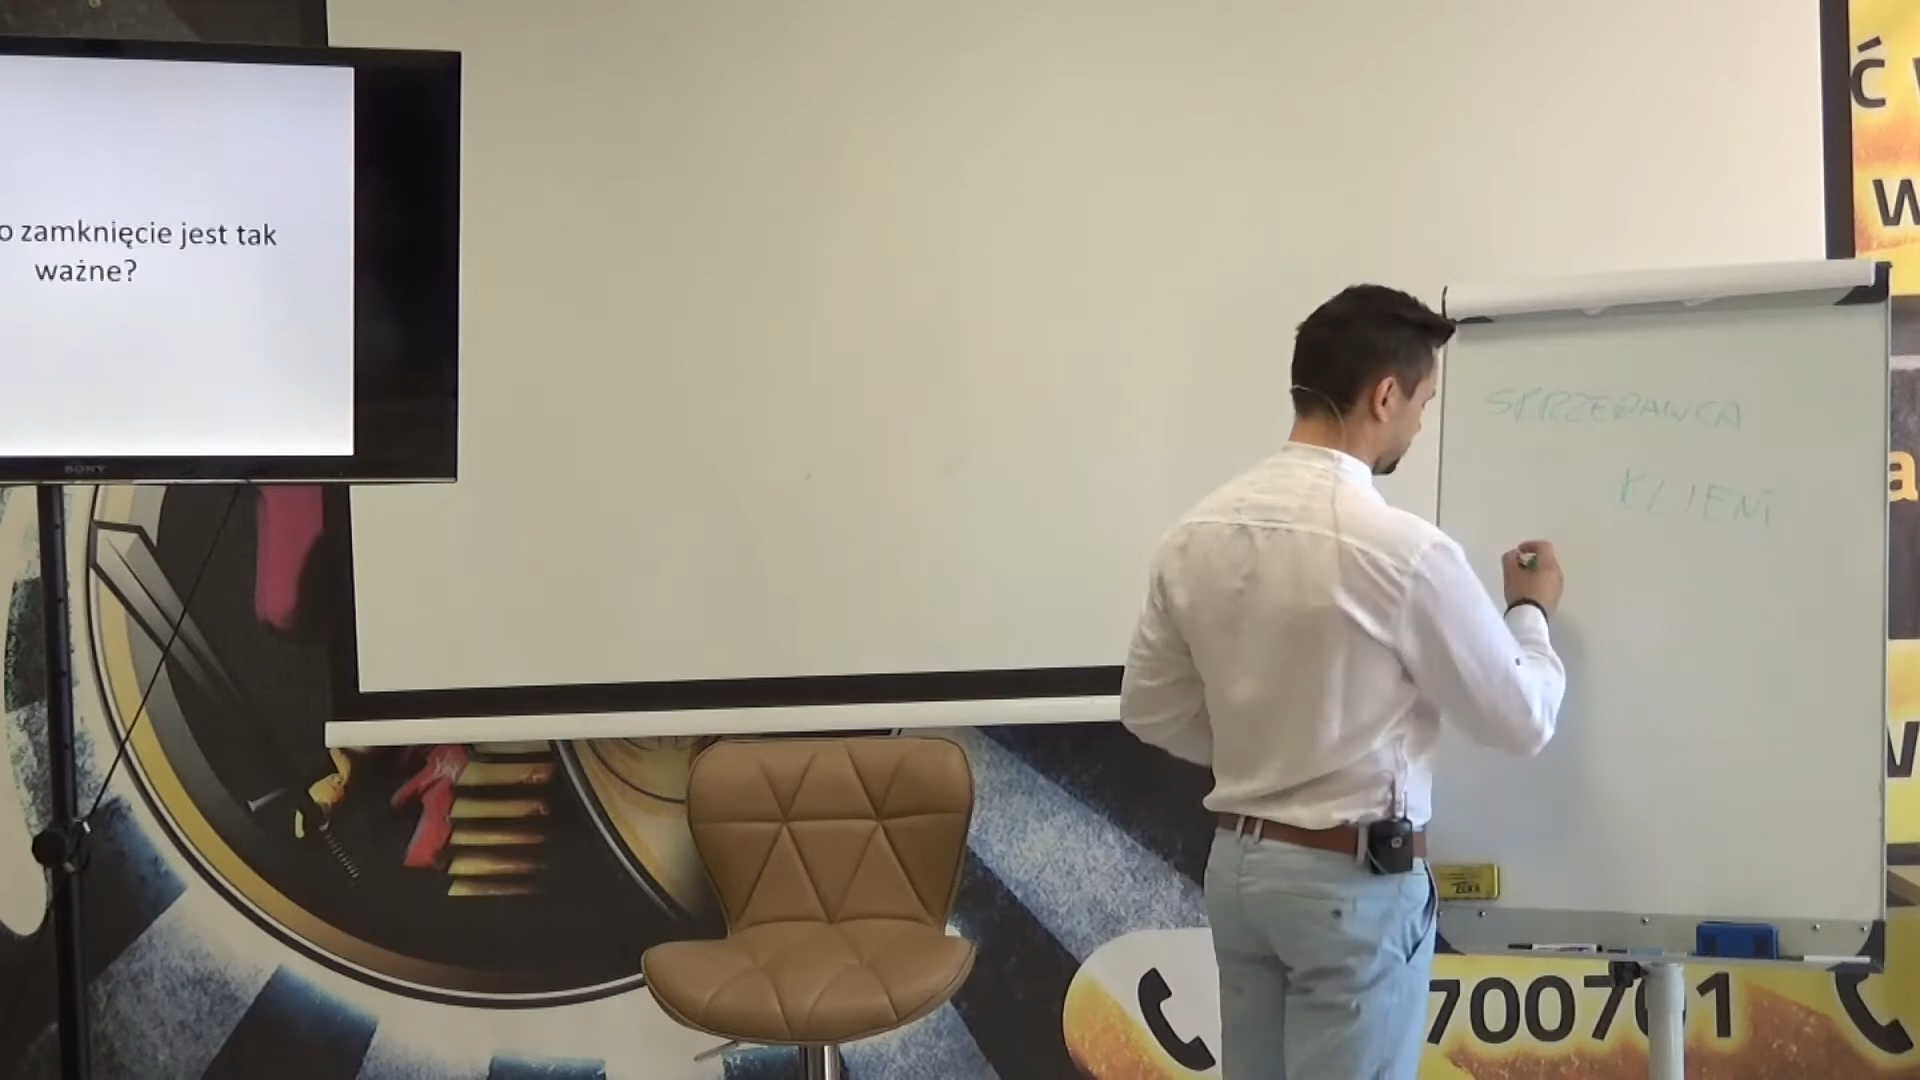 o zamknięcie jest tak
ważne?
SONY
SPRZEDAWCA
KLIENT
Ć
W
a
700701